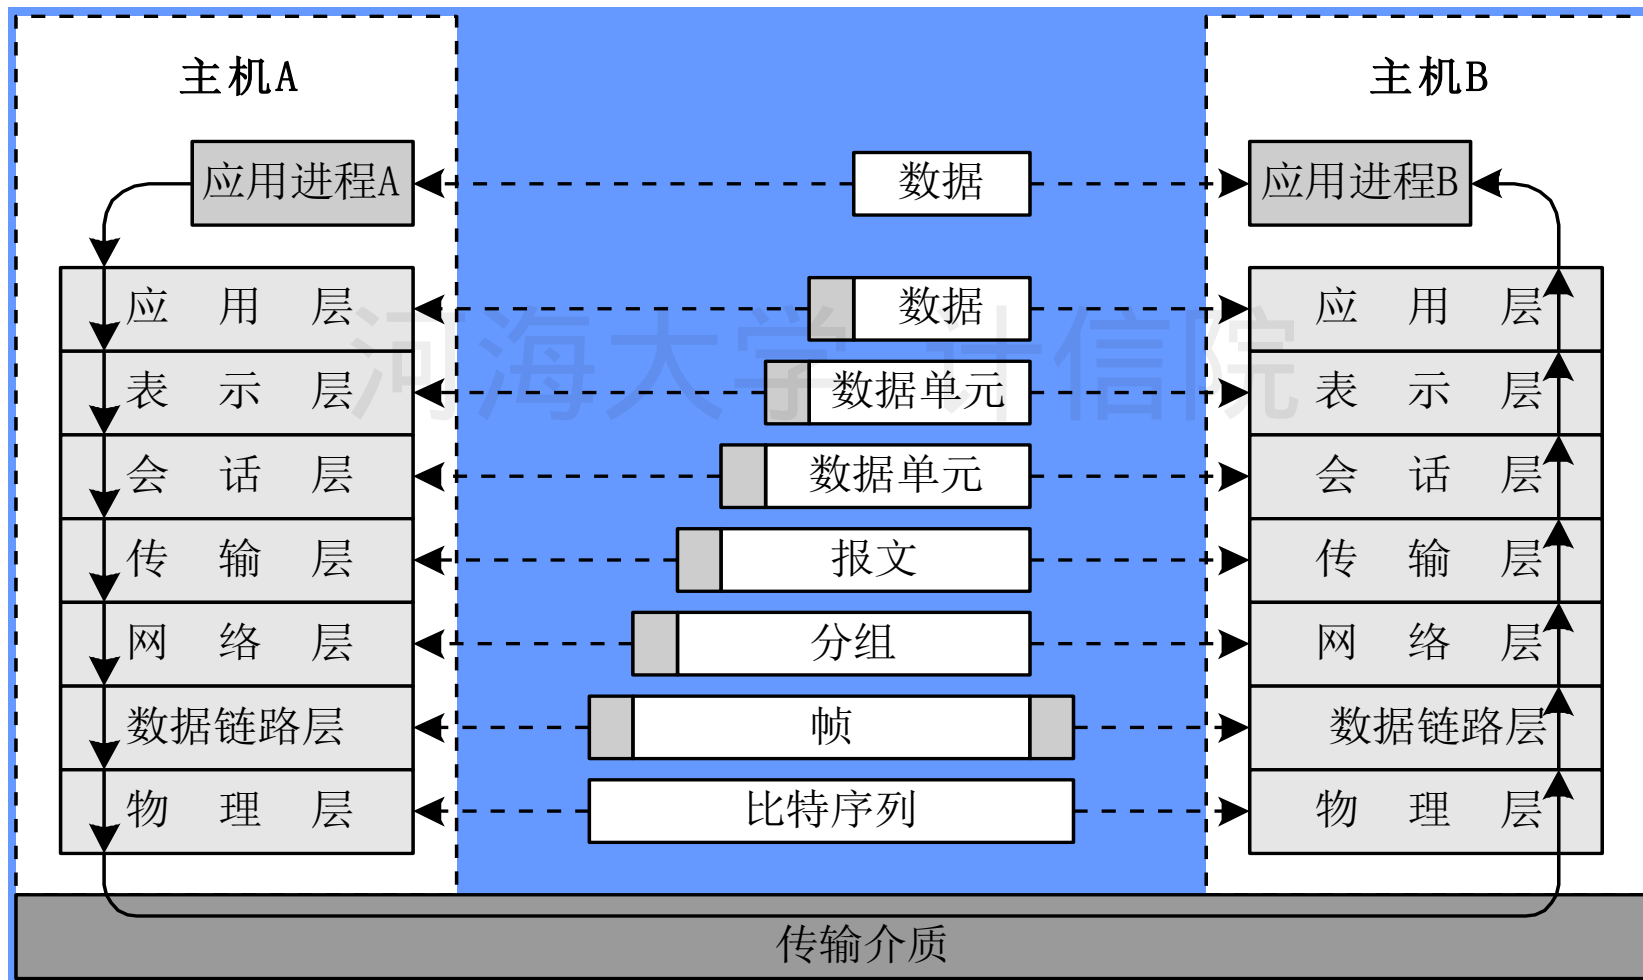 主机A 主机B
应用进程A 数据 应用进程B
应用层 数据 应用层
河海大学 计信院
表示层 数据单元 表示层
会话层 数据单元 会话层
传输层 报文 传输层
网络层 分组 网络层
数据链路层 帧 数据链路层
物理层 比特序列 物理层
传输介质